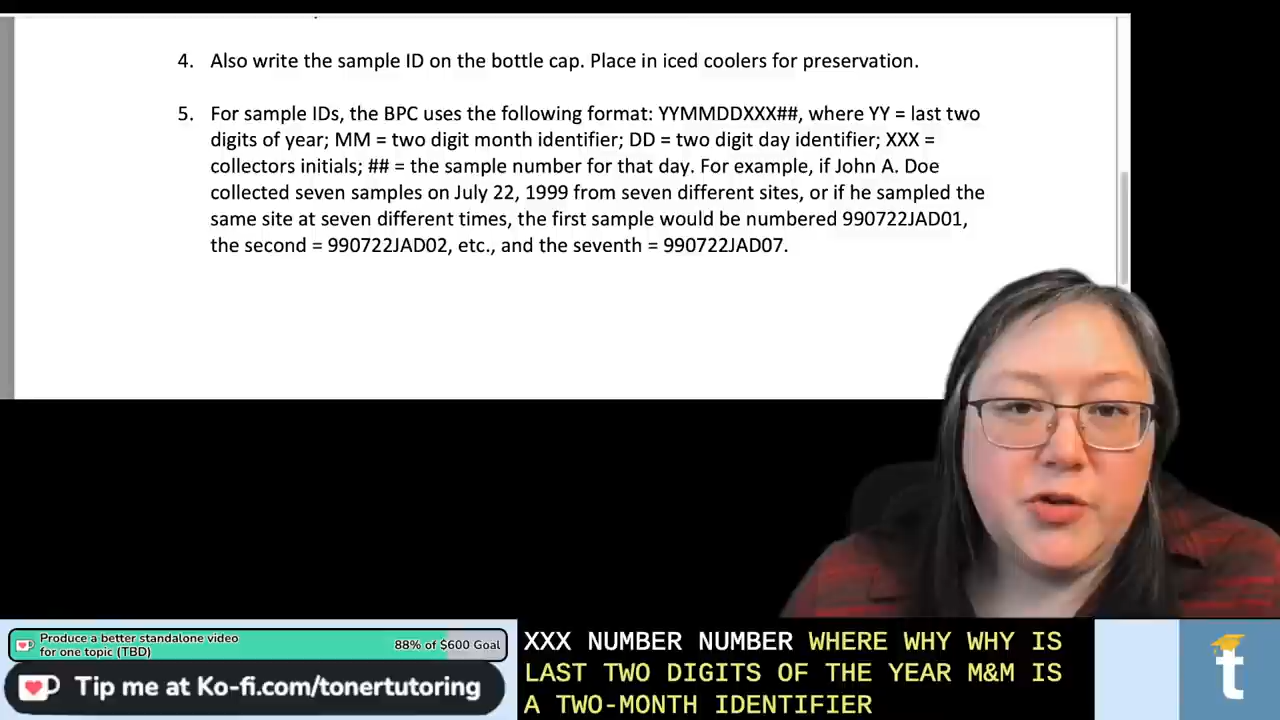 4. Also write the sample ID on the bottle cap. Place in iced coolers for preservation.
5. For sample IDs, the BPC uses the following format: YYMMDDXXX##, where YY = last two
digits of year; MM = two digit month identifier; DD = two digit day identifier; XXX =
collectors initials; ## = the sample number for that day. For example, if John A. Doe
collected seven samples on July 22, 1999 from seven different sites, or if he sampled the
same site at seven different times, the first sample would be numbered 990722JAD01,
the second = 990722JAD02, etc., and the seventh = 990722JAD07.
Produce a better standalone video
for one topic (TBD)
88% of $600 Goal
Tip me at Ko-fi.com/tonertutoring
XXX NUMBER NUMBER WHERE WHY WHY IS
LAST TWO DIGITS OF THE YEAR M&M IS
A TWO-MONTH IDENTIFIER
t